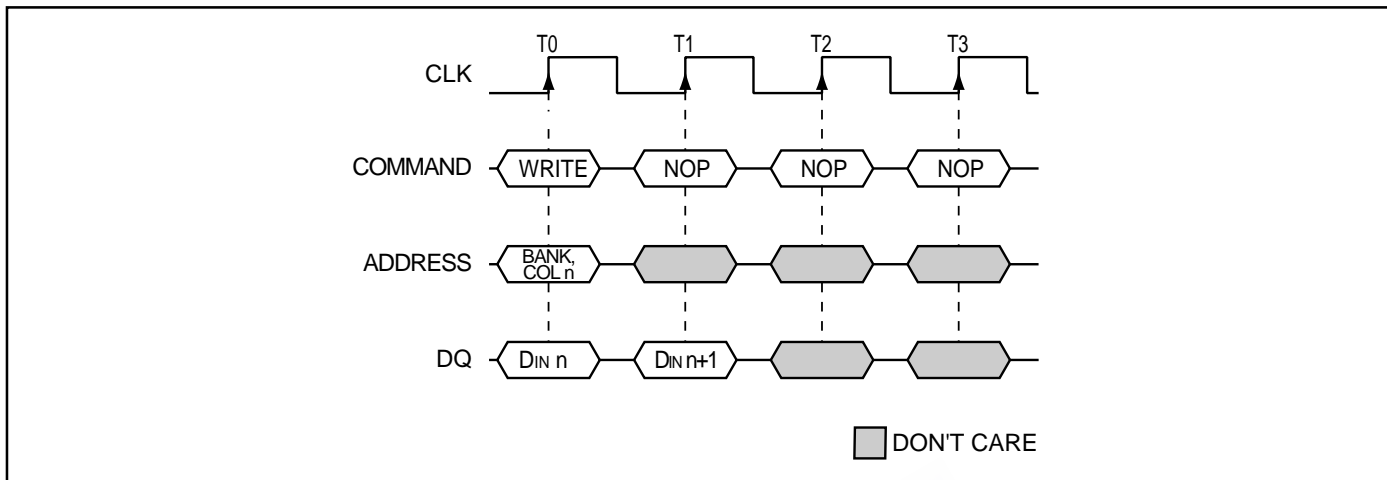 T0 T1 T2 T3
CLK
COMMAND WRITE NOP NOP NOP
ADDRESS BANK,
COL n
DQ DIN n DIN n+1
DON'T CARE